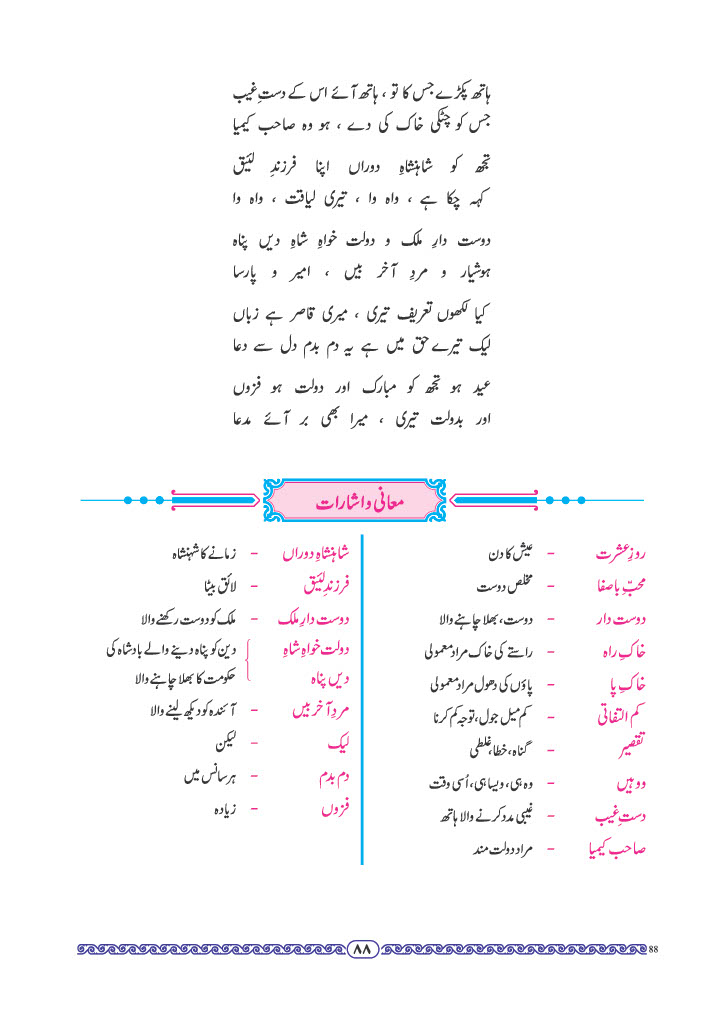 ہاتھ پکڑے جس کا تو ، ہاتھ آئے اس کے دستِ غیب
جس کو چٹکی خاک کی دے ، ہو وہ صاحب کیمیا
تجھ کو شاہنشاہِ دوراں اپنا فرزندِ لئیق
کہہ چکا ہے ، واہ وا ، تیری لیاقت ، واہ وا
دوست دارِ ملک و دولت خواہِ شاہِ دیں پناہ
ہوشیار و مردِ آخر بیں ، امیر و پارسا
کیا لکھوں تعریف تیری ، میری قاصر ہے زباں
لیک تیرے حق میں ہے یہ دم بدم دل سے دعا
عید ہو تجھ کو مبارک اور دولت ہو فزوں
اور بدولت تیری ، میرا بھی بر آئے مدعا
معانی و اشارات
روزِ عشرت - عیش کا دن
محبِّ باصفا - مخلص دوست
دوست دار - دوست، بھلا چاہنے والا
خاکِ راہ - راستے کی خاک مراد معمولی
خاکِ پا - پاؤں کی دھول مراد معمولی
کم التفاتی - کم میل جول، توجہ کم کرنا
تقصیر - گناہ، خطا، غلطی
ووہیں - وہ ہی، ویسا ہی، اُسی وقت
دستِ غیب - غیبی مدد کرنے والا ہاتھ
صاحب کیمیا - مراد دولت مند
شاہنشاہِ دوراں - زمانے کا شہنشاہ
فرزندِ لئیق - لائق بیٹا
دوست دارِ ملک - ملک کو دوست رکھنے والا
دولت خواہِ شاہِ دین کو پناہ دینے والے بادشاہ کی
دیں پناہ حکومت کا بھلا چاہنے والا
مردِ آخر بیں - آئندہ کو دیکھ لینے والا
لیک - لیکن
دم بدم - ہر سانس میں
فزوں - زیادہ
۸۸
88